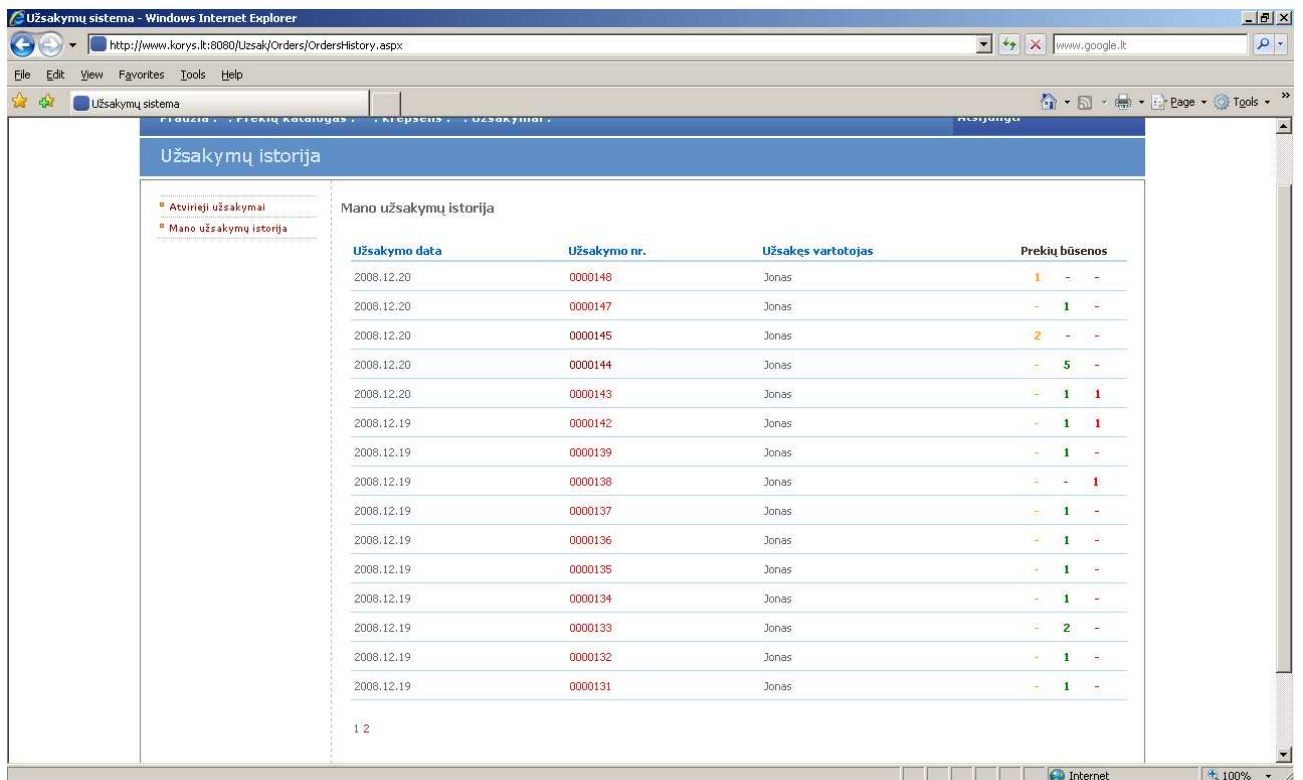 Užsakymų sistema - Windows Internet Explorer
http://www.korys.lt:8080/Uzsak/Orders/OrdersHistory.aspx www.google.lt
File Edit View Favorites Tools Help
Užsakymų sistema Page Tools
Užsakymų istorija
Atvirieji užsakymai
Mano užsakymų istorija
Mano užsakymų istorija
Užsakymo data Užsakymo nr. Užsakęs vartotojas Prekių būsenos
2008.12.20 0000148 Jonas 1 - -
2008.12.20 0000147 Jonas - 1 -
2008.12.20 0000145 Jonas 2 - -
2008.12.20 0000144 Jonas - 5 -
2008.12.20 0000143 Jonas - 1 1
2008.12.19 0000142 Jonas - 1 1
2008.12.19 0000139 Jonas - 1 -
2008.12.19 0000138 Jonas - - 1
2008.12.19 0000137 Jonas - 1 -
2008.12.19 0000136 Jonas - 1 -
2008.12.19 0000135 Jonas - 1 -
2008.12.19 0000134 Jonas - 1 -
2008.12.19 0000133 Jonas - 2 -
2008.12.19 0000132 Jonas - 1 -
2008.12.19 0000131 Jonas - 1 -
1 2
Internet 100%